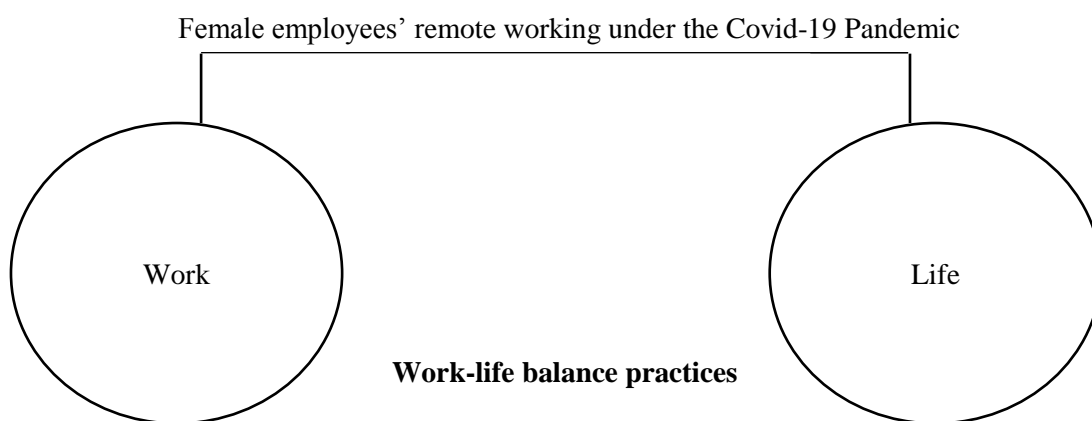 Female employees’ remote working under the Covid-19 Pandemic
Work
Life
Work-life balance practices